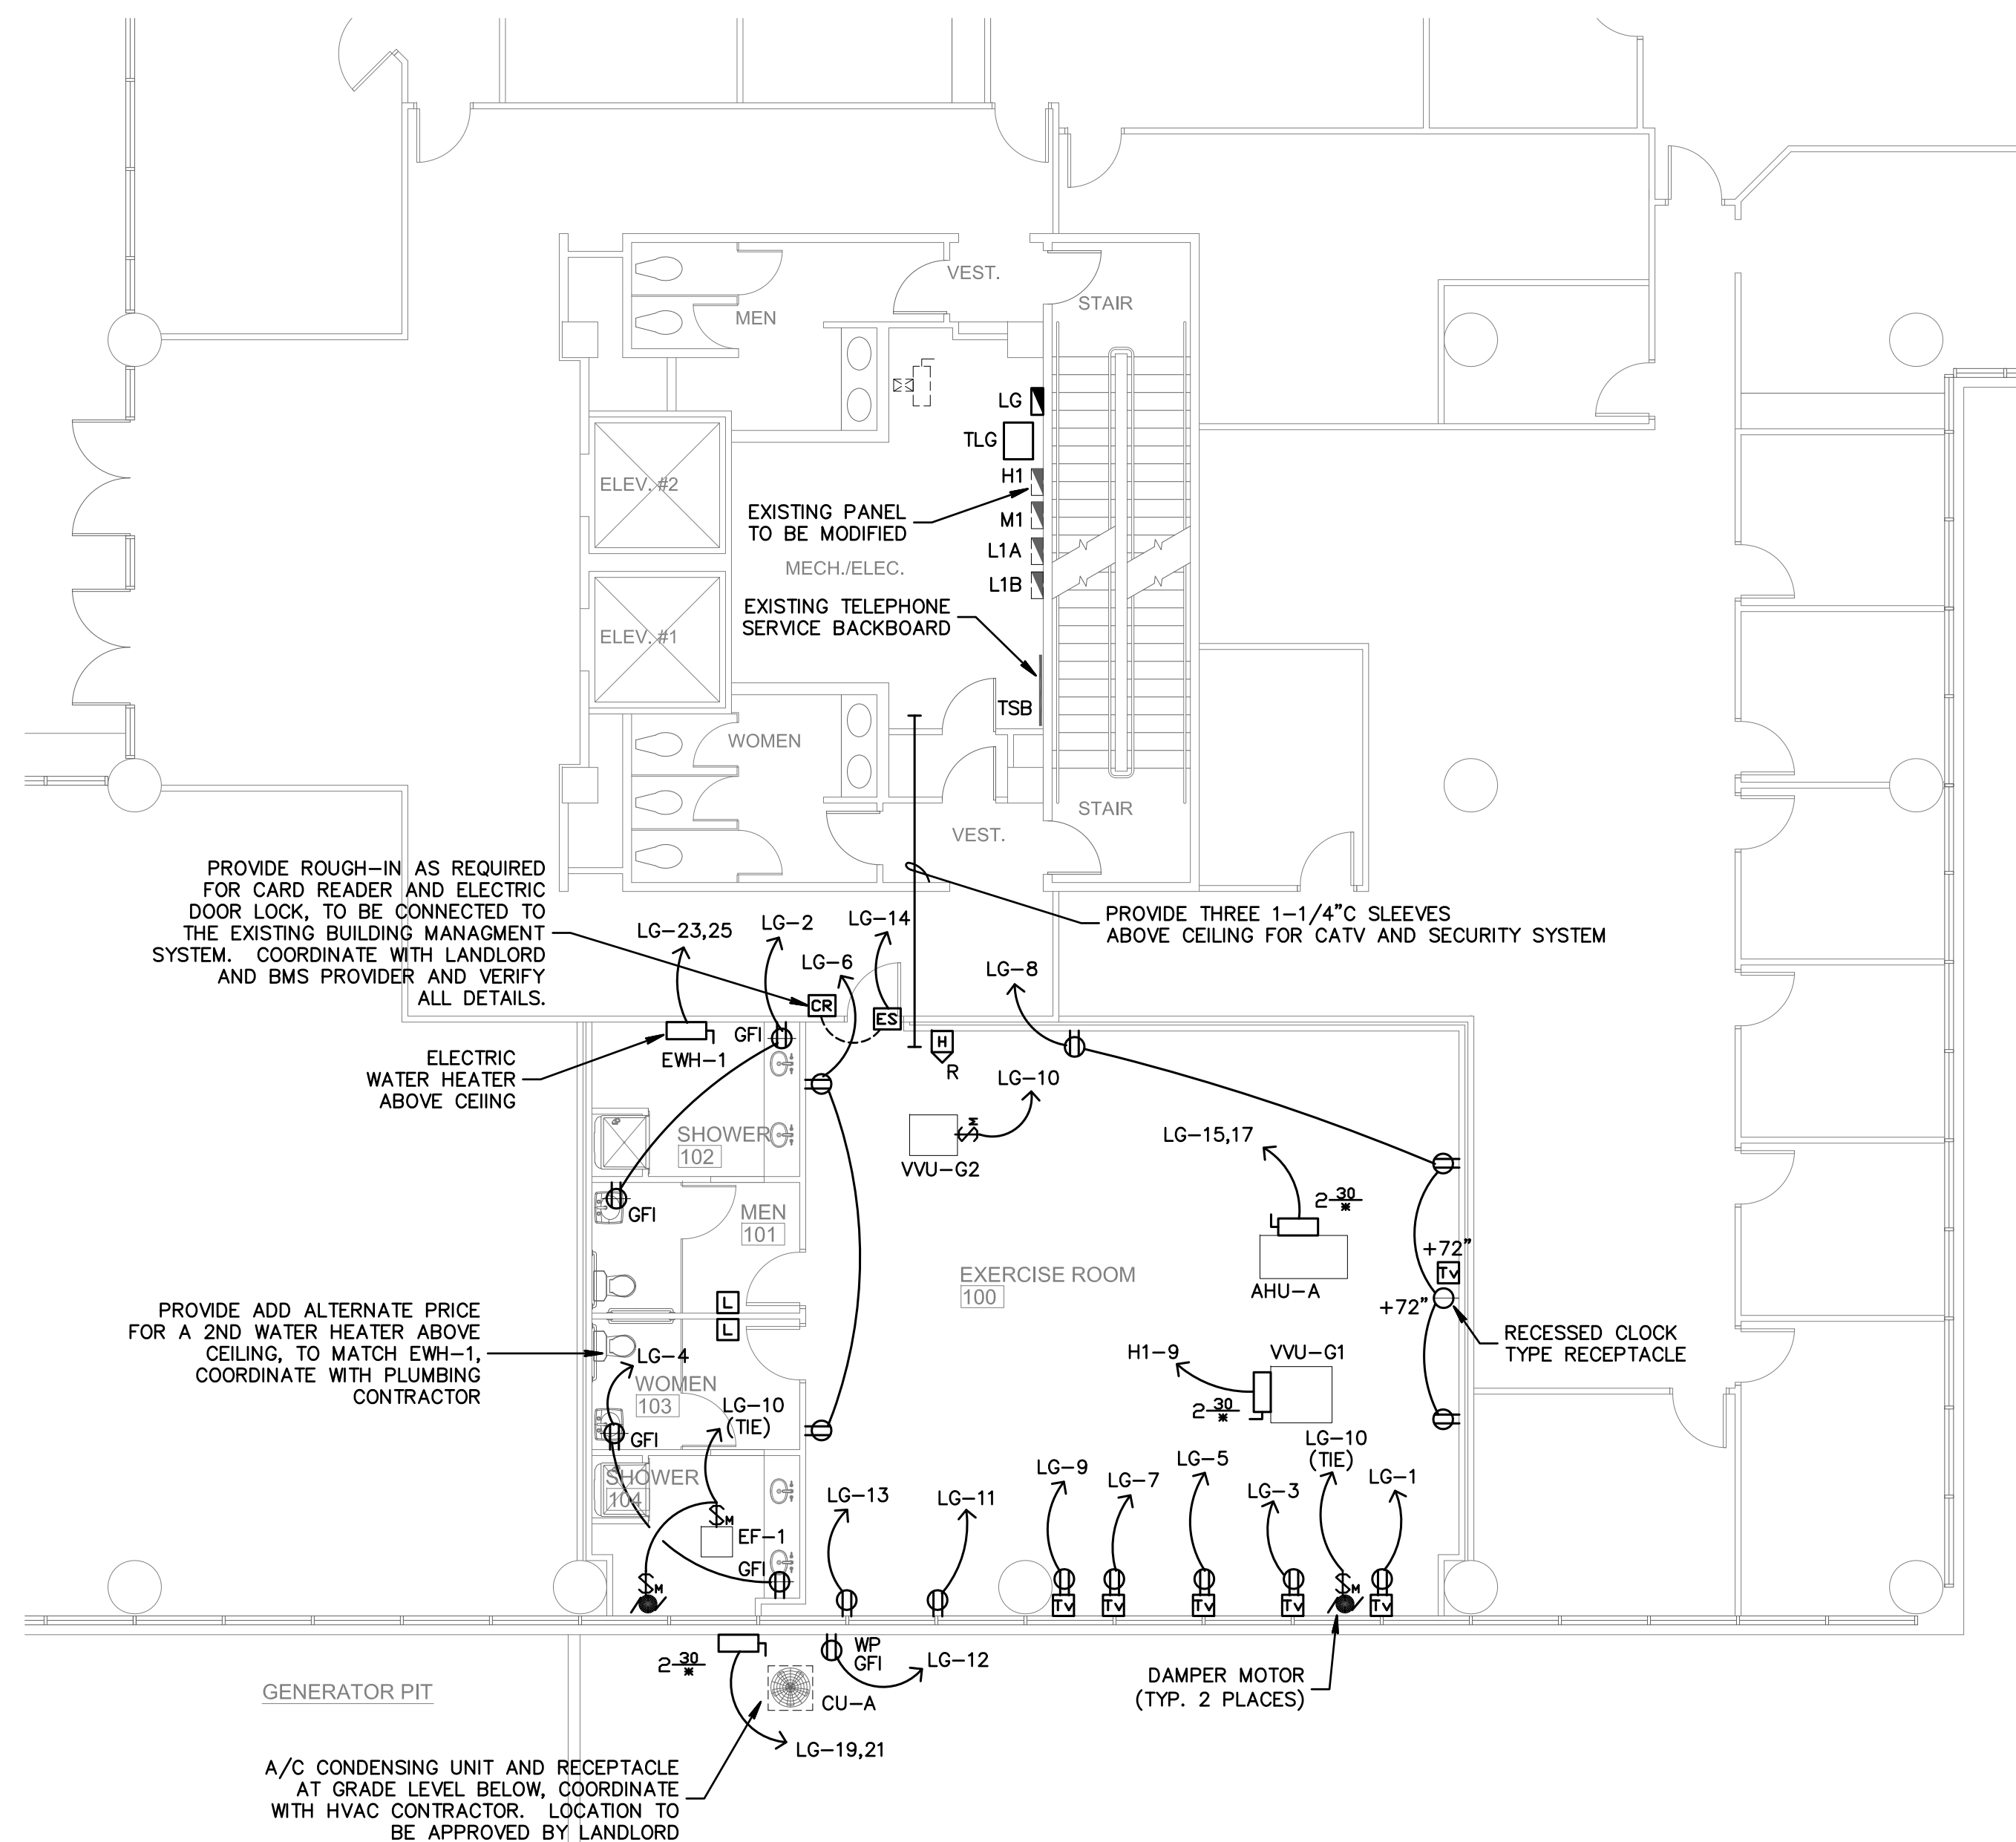 VEST.
STAIR
MEN
LG
TLG
ELEV. #2
H1
EXISTING PANEL
TO BE MODIFIED
M1
L1A
MECH./ELEC.
L1B
EXISTING TELEPHONE
SERVICE BACKBOARD
ELEV. #1
TSB
WOMEN
STAIR
VEST.
PROVIDE ROUGH-IN AS REQUIRED
FOR CARD READER AND ELECTRIC
DOOR LOCK, TO BE CONNECTED TO
THE EXISTING BUILDING MANAGMENT
SYSTEM. COORDINATE WITH LANDLORD
AND BMS PROVIDER AND VERIFY
ALL DETAILS.
PROVIDE THREE 1-1/4"C SLEEVES
ABOVE CEILING FOR CATV AND SECURITY SYSTEM
LG-23,25
LG-2
LG-14
LG-6
LG-8
CR
ES
GFI
H
R
EWH-1
ELECTRIC
WATER HEATER
ABOVE CEIING
LG-10
SHOWER
102
VVU-G2
LG-15,17
2 30
*
GFI
MEN
101
+72"
TV
EXERCISE ROOM
100
AHU-A
+72"
L
L
PROVIDE ADD ALTERNATE PRICE
FOR A 2ND WATER HEATER ABOVE
CEILING, TO MATCH EWH-1,
COORDINATE WITH PLUMBING
CONTRACTOR
RECESSED CLOCK
TYPE RECEPTACLE
LG-4
H1-9
VVU-G1
WOMEN
103
2 30
*
LG-10
(TIE)
GFI
LG-10
(TIE)
SHOWER
104
LG-9
LG-7
LG-5
LG-3
LG-1
LG-13
LG-11
M
EF-1
GFI
M
M
M
TV
TV
TV
TV
TV
2 30
*
WP
GFI
LG-12
DAMPER MOTOR
(TYP. 2 PLACES)
GENERATOR PIT
CU-A
LG-19,21
A/C CONDENSING UNIT AND RECEPTACLE
AT GRADE LEVEL BELOW, COORDINATE
WITH HVAC CONTRACTOR. LOCATION TO
BE APPROVED BY LANDLORD